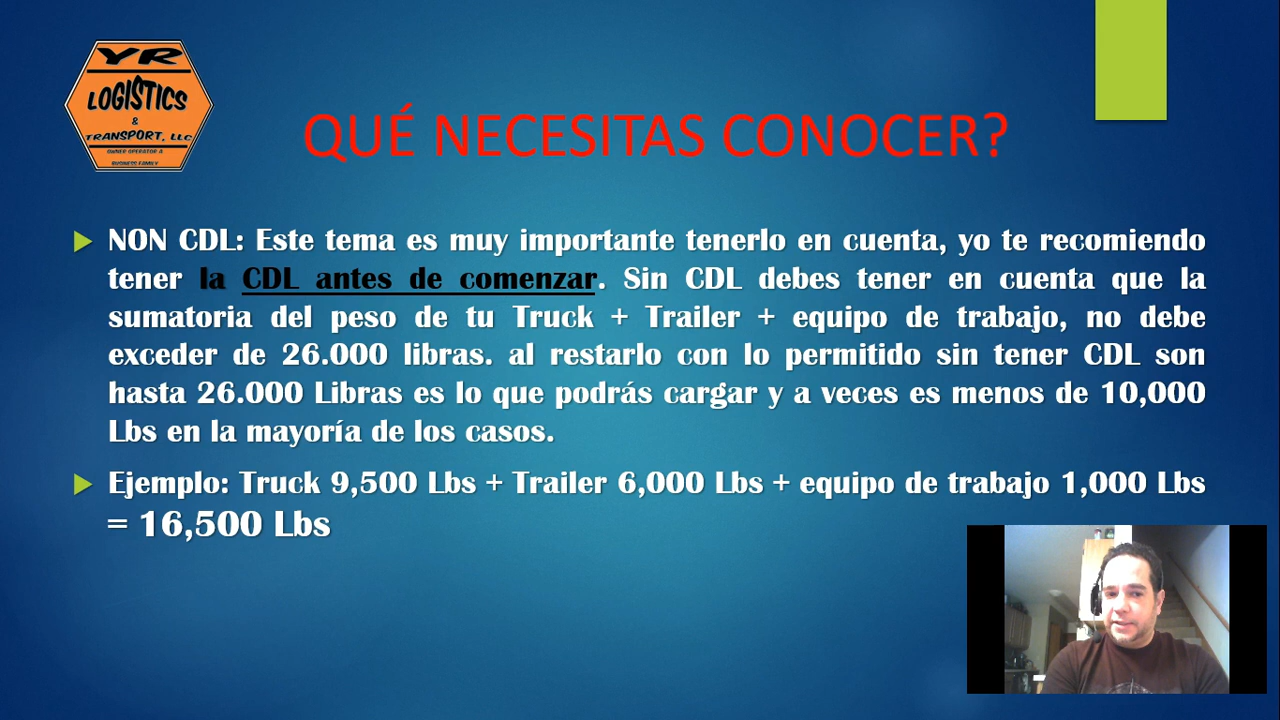 YR
LOGISTICS
&
TRANSPORT, LLC
OWNER OPERATOR A
BUSINESS FAMILY
QUÉ NECESITAS CONOCER?
NON CDL: Este tema es muy importante tenerlo en cuenta, yo te recomiendo
tener la CDL antes de comenzar. Sin CDL debes tener en cuenta que la
sumatoria del peso de tu Truck + Trailer + equipo de trabajo, no debe
exceder de 26.000 libras. al restarlo con lo permitido sin tener CDL son
hasta 26.000 Libras es lo que podrás cargar y a veces es menos de 10,000
Lbs en la mayoría de los casos.
Ejemplo: Truck 9,500 Lbs + Trailer 6,000 Lbs + equipo de trabajo 1,000 Lbs
= 16,500 Lbs